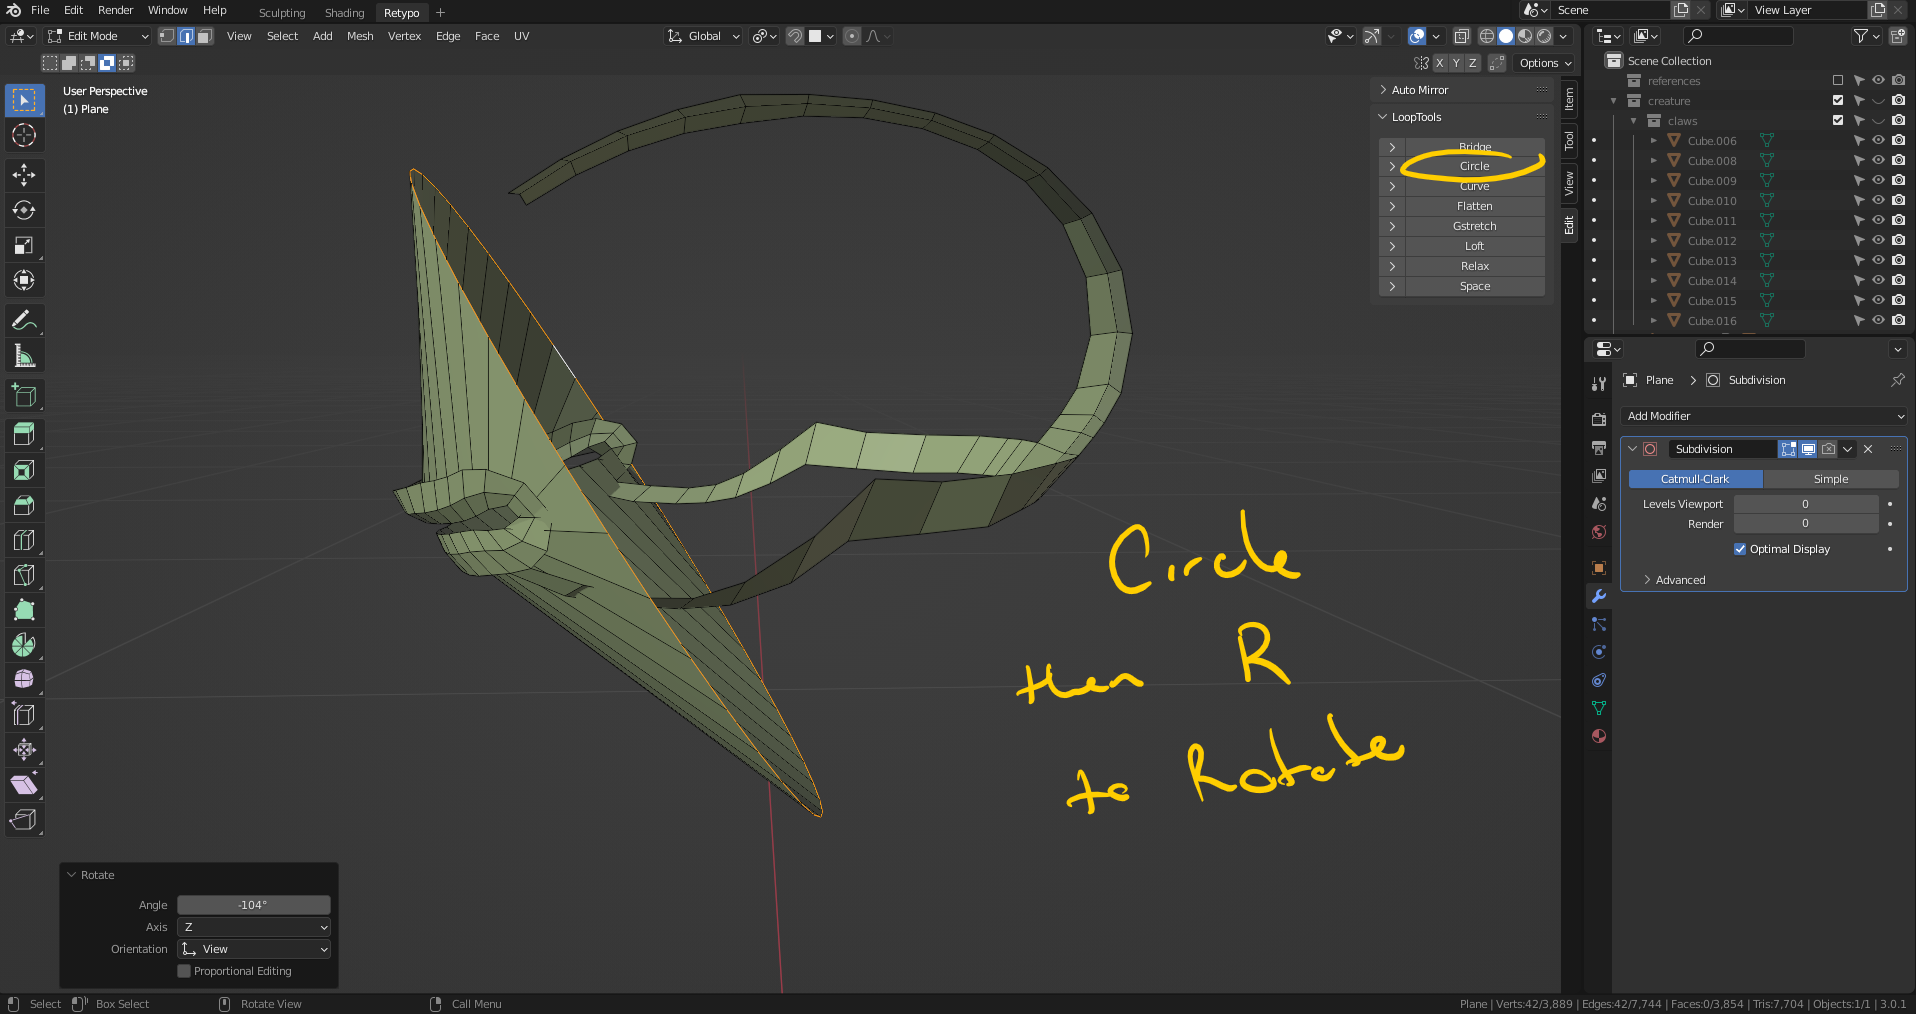 File Edit Render Window Help Sculpting Shading Retypo +
Scene View Layer
Edit Mode View Select Add Mesh Vertex Edge Face UV Global
X Y Z Options
User Perspective
(1) Plane
Auto Mirror
LoopTools
Bridge
Circle
Curve
Flatten
Gstretch
Loft
Relax
Space
Item
Tool
View
Edit
Scene Collection
references
creature
claws
Cube.006
Cube.008
Cube.009
Cube.010
Cube.011
Cube.012
Cube.013
Cube.014
Cube.015
Cube.016
Plane > Subdivision
Add Modifier
Subdivision
Catmull-Clark Simple
Levels Viewport 0
Render 0
Optimal Display
Advanced
Circle
then R
to Rotate
Rotate
Angle -104°
Axis Z
Orientation View
Proportional Editing
Select Box Select Rotate View Call Menu
Plane | Verts:42/3,889 | Edges:42/7,744 | Faces:0/3,854 | Tris:7,704 | Objects:1/1 | 3.0.1